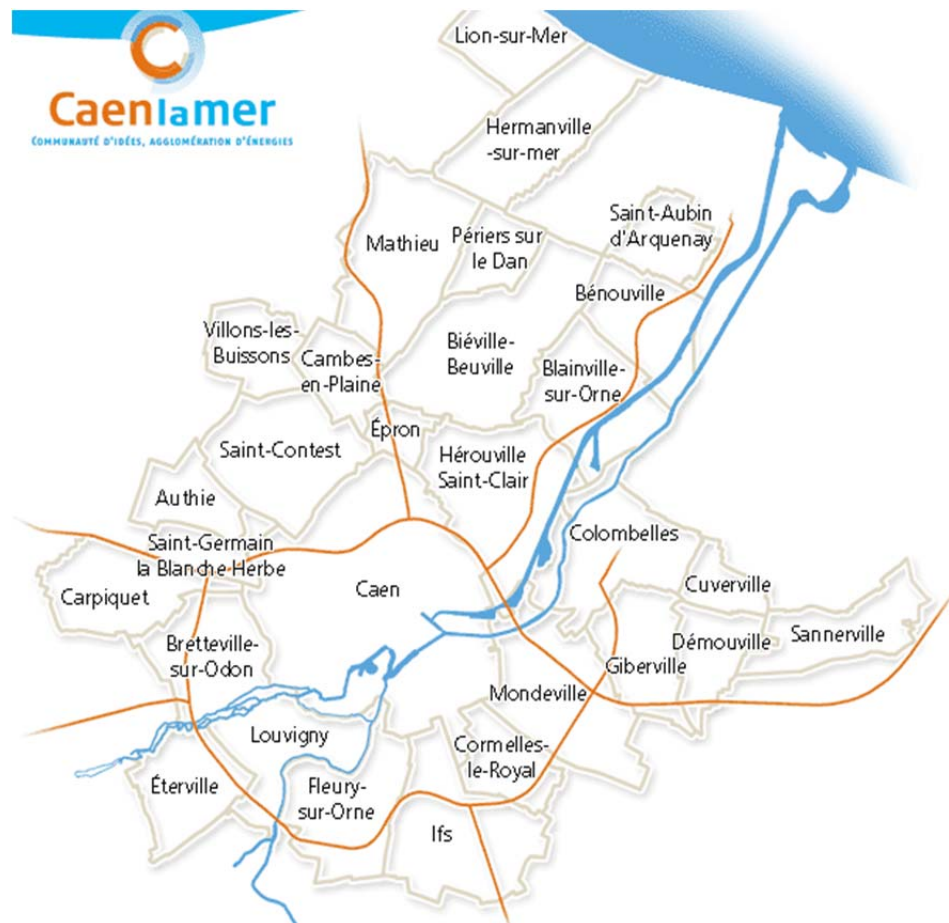 Lion-sur-Mer
Caenlamer
COMMUNAUTÉ D'IDÉES, AGGLOMÉRATION D'ÉNERGIES
Hermanville
-sur-mer
Saint-Aubin
d'Arquenay
Mathieu
Périers sur
le Dan
Bénouville
Villons-les-
Buissons
Cambes-
en-Plaine
Biéville-
Beuville
Blainville-
sur-Orne
Épron
Saint-Contest
Hérouville
Saint-Clair
Authie
Saint-Germain
la Blanche Herbe
Colombelles
Carpiquet
Caen
Cuverville
Bretteville-
sur-Odon
Démouville
Sannerville
Giberville
Mondeville
Louvigny
Cormelles-
le-Royal
Éterville
Fleury-
sur-Orne
Ifs